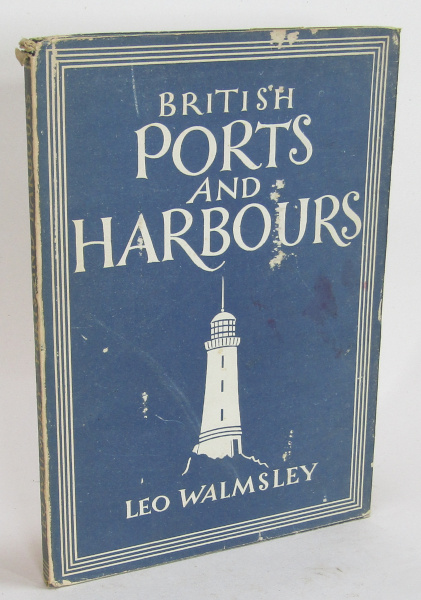 BRITISH
PORTS
AND
HARBOURS
LEO WALMSLEY